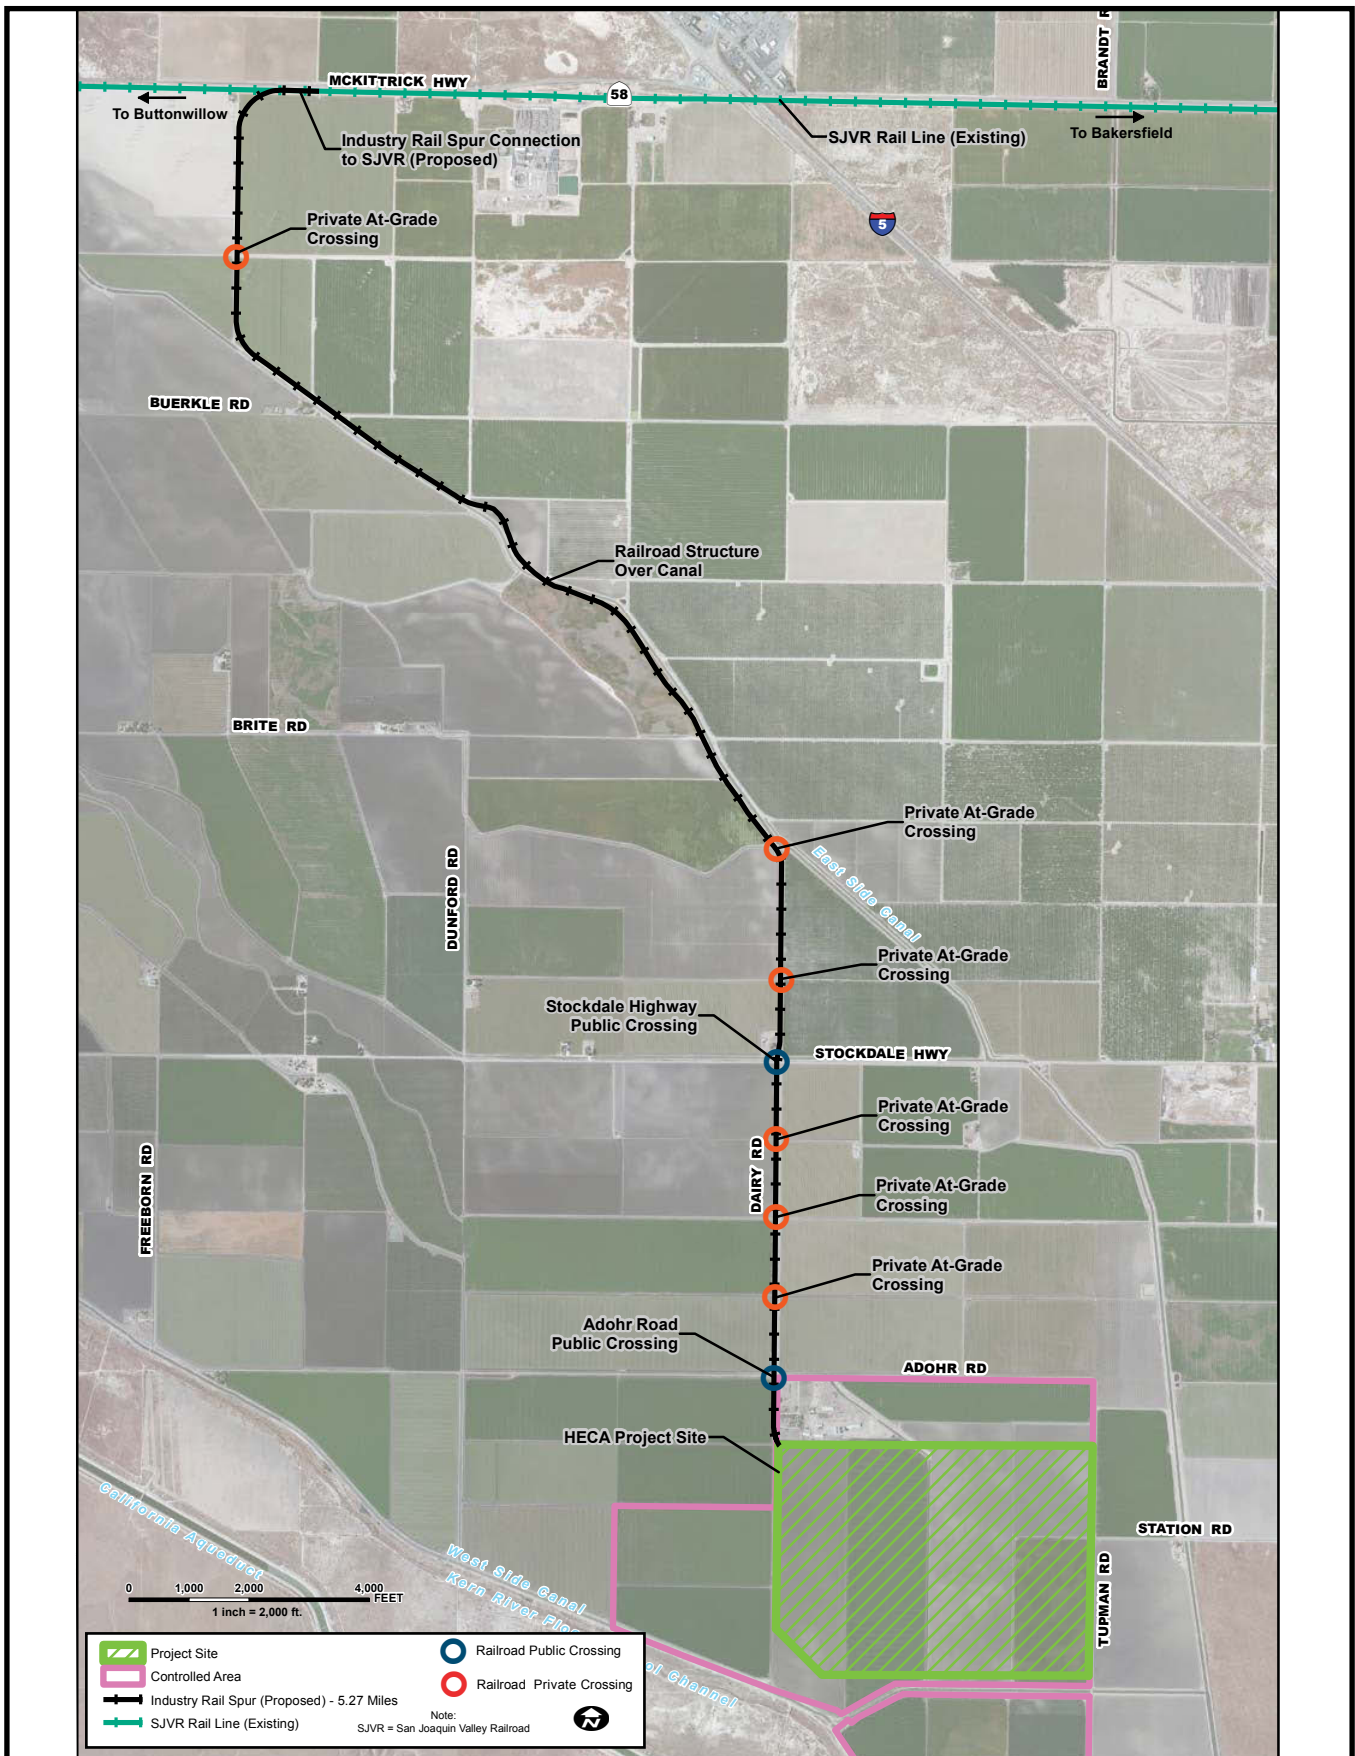 BRANDT R
MCKITTRICK HWY
58
To Buttonwillow
To Bakersfield
Industry Rail Spur Connection
to SJVR (Proposed)
SJVR Rail Line (Existing)
5
Private At-Grade
Crossing
BUERKLE RD
Railroad Structure
Over Canal
BRITE RD
Private At-Grade
Crossing
East Side Canal
DUNFORD RD
Private At-Grade
Crossing
Stockdale Highway
Public Crossing
STOCKDALE HWY
Private At-Grade
Crossing
DAIRY RD
FREEBORN RD
Private At-Grade
Crossing
Private At-Grade
Crossing
Adohr Road
Public Crossing
ADOHR RD
HECA Project Site
STATION RD
TUPMAN RD
California Aqueduct
West Side Canal
Kern River Flo
ol Channel
0 1,000 2,000 4,000
FEET
1 inch = 2,000 ft.
Project Site
Controlled Area
Industry Rail Spur (Proposed) - 5.27 Miles
SJVR Rail Line (Existing)
Railroad Public Crossing
Railroad Private Crossing
Note:
SJVR = San Joaquin Valley Railroad
N